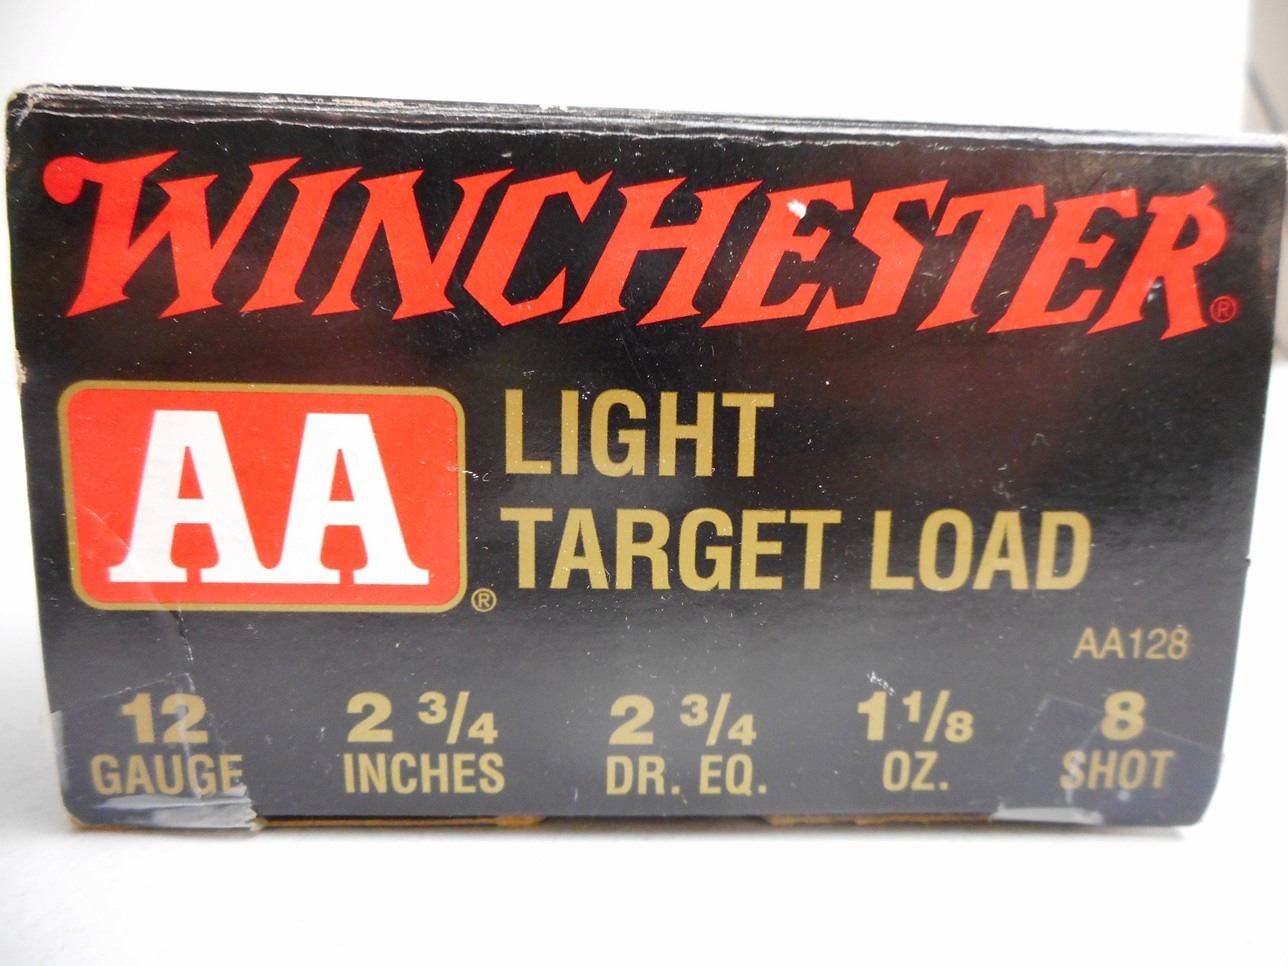 WINCHESTER®
AA® LIGHT
TARGET LOAD
AA128
12 2 3/4 2 3/4 1 1/8 8
GAUGE INCHES DR. EQ. OZ. SHOT